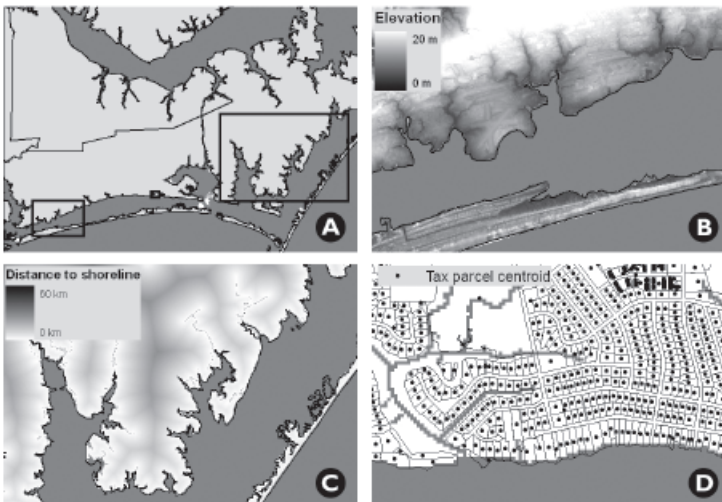 A
Elevation
20 m
0 m
B
Distance to shoreline
60 km
0 km
C
Tax parcel centroid
D